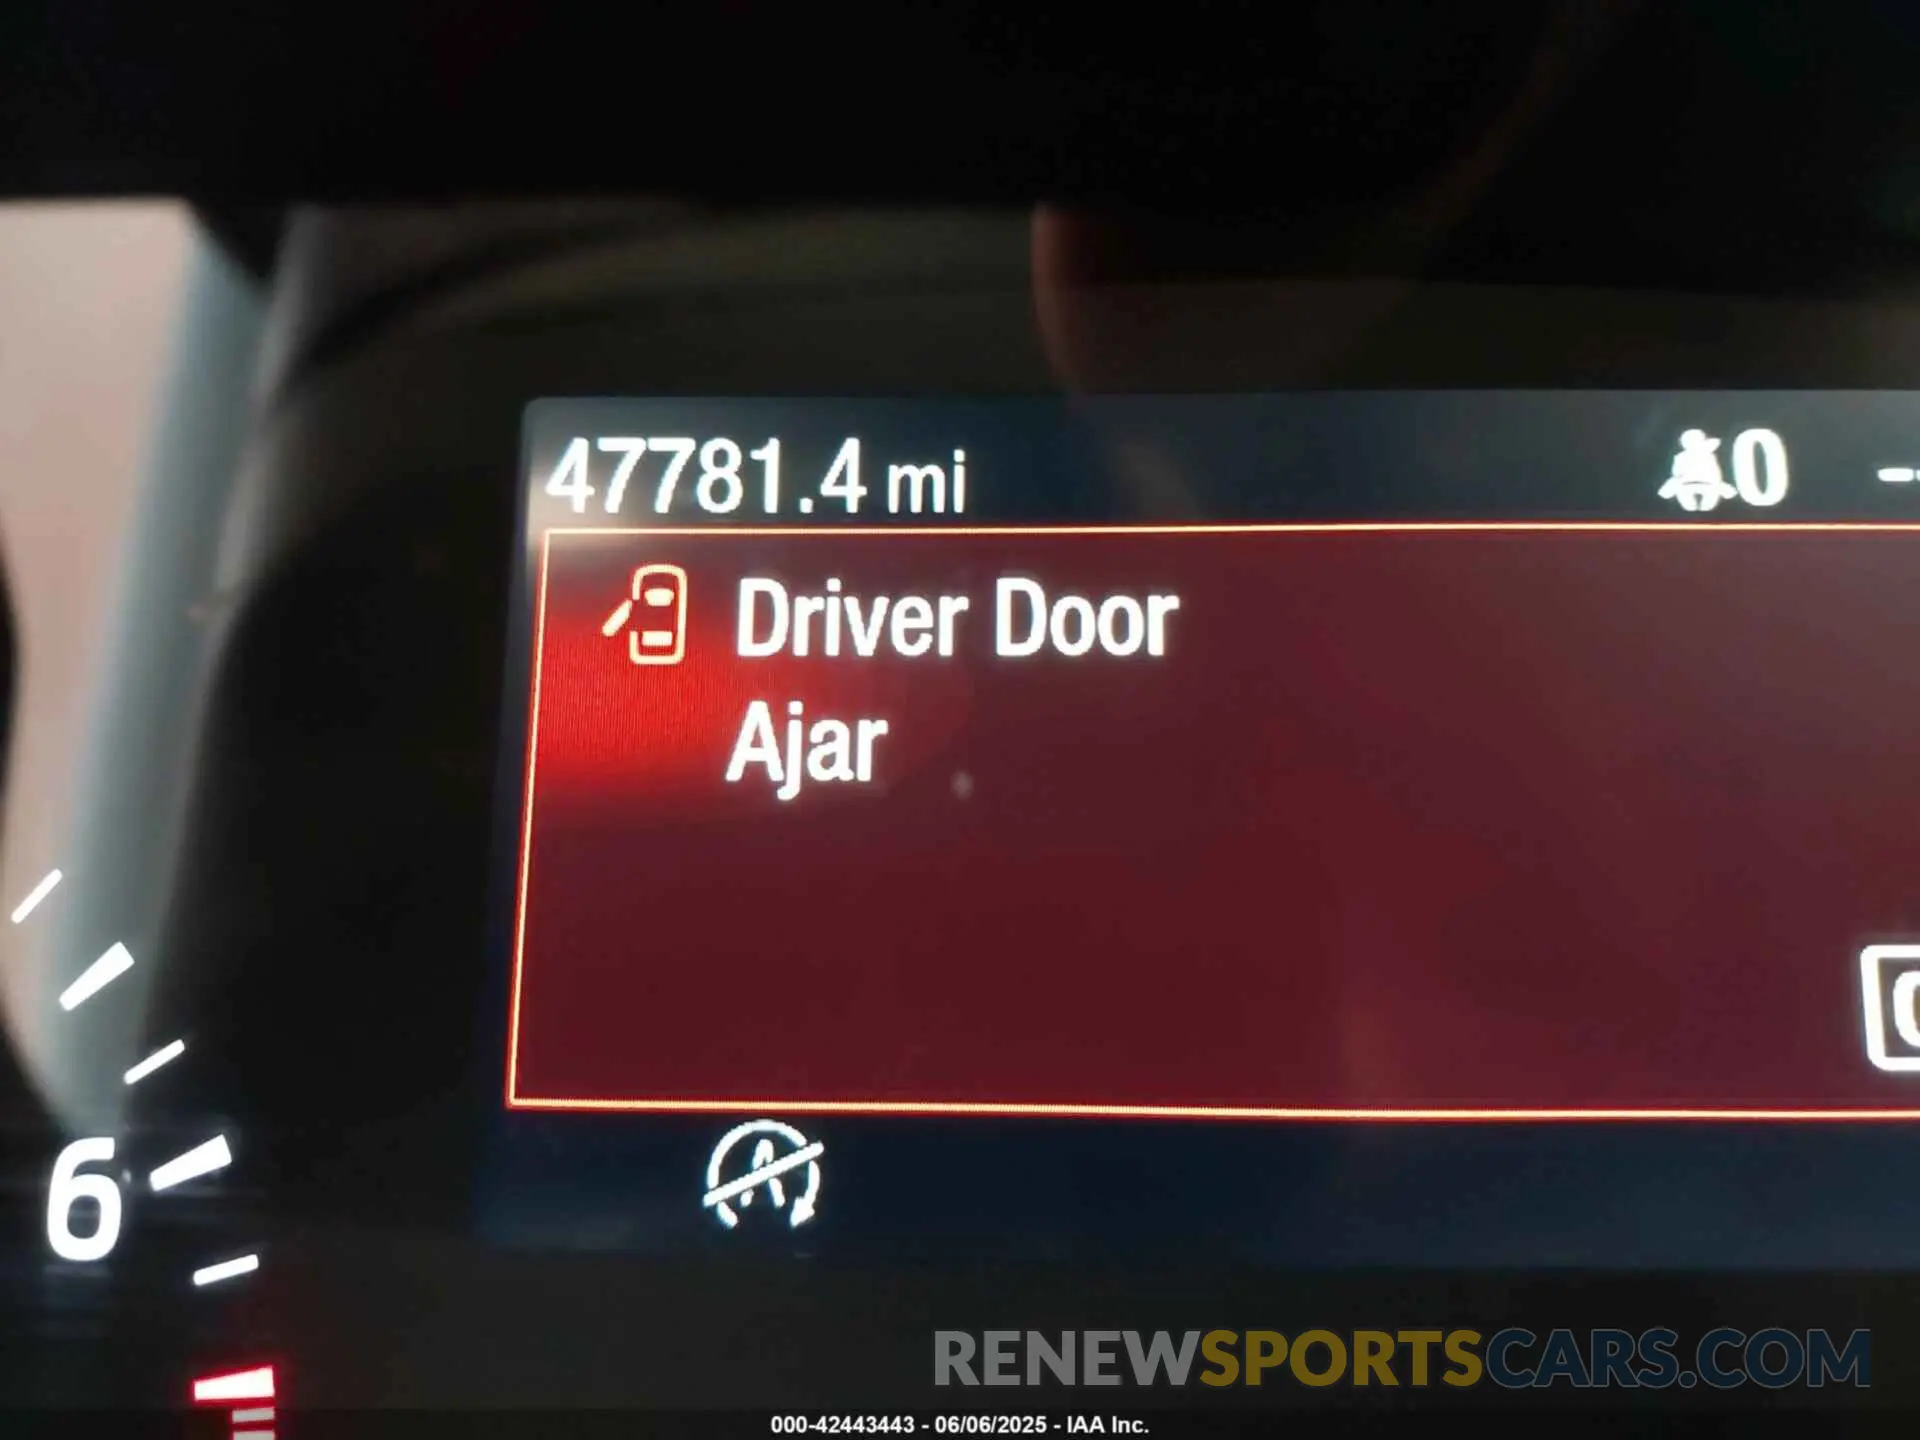 47781.4 mi
0
Driver Door
Ajar
6
RENEWSPORTSCARS.COM
000-42443443 - 06/06/2025 - IAA Inc.